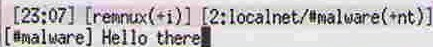 [23:07] [remnux(+i)] [2:localnet/#malware(+nt)]
[#malware] Hello there